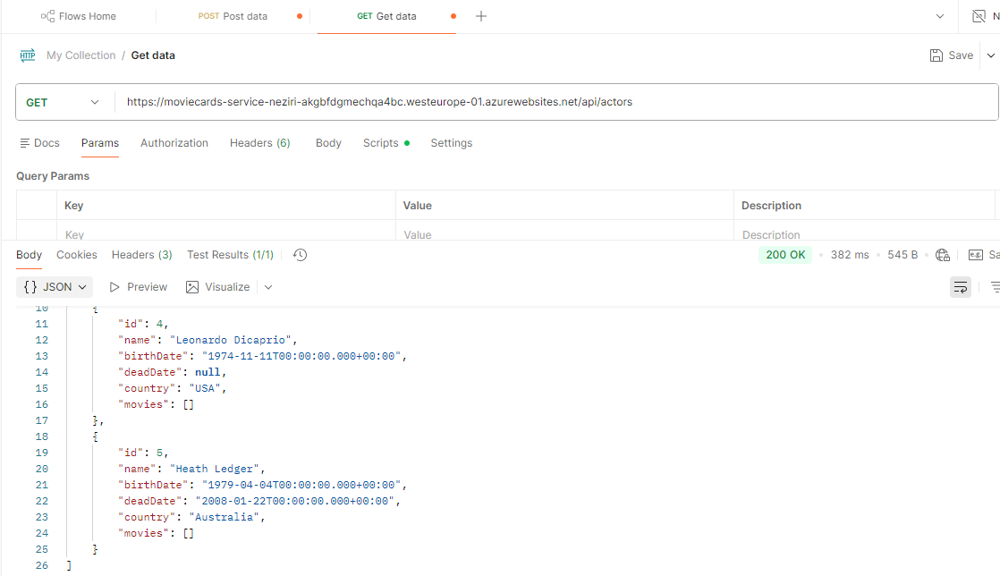 Flows Home POST Post data GET Get data N
HTTP My Collection / Get data Save
GET https://moviecards-service-neziri-akgbfdgmechqa4bc.westeurope-01.azurewebsites.net/api/actors
Docs Params Authorization Headers (6) Body Scripts Settings
Query Params
Key Value Description
Key Value Description
Body Cookies Headers (3) Test Results (1/1) 200 OK 382 ms 545 B e.g. Sa
{} JSON Preview Visualize
10 {
11 "id": 4,
12 "name": "Leonardo Dicaprio",
13 "birthDate": "1974-11-11T00:00:00.000+00:00",
14 "deadDate": null,
15 "country": "USA",
16 "movies": []
17 },
18 {
19 "id": 5,
20 "name": "Heath Ledger",
21 "birthDate": "1979-04-04T00:00:00.000+00:00",
22 "deadDate": "2008-01-22T00:00:00.000+00:00",
23 "country": "Australia",
24 "movies": []
25 }
26 ]